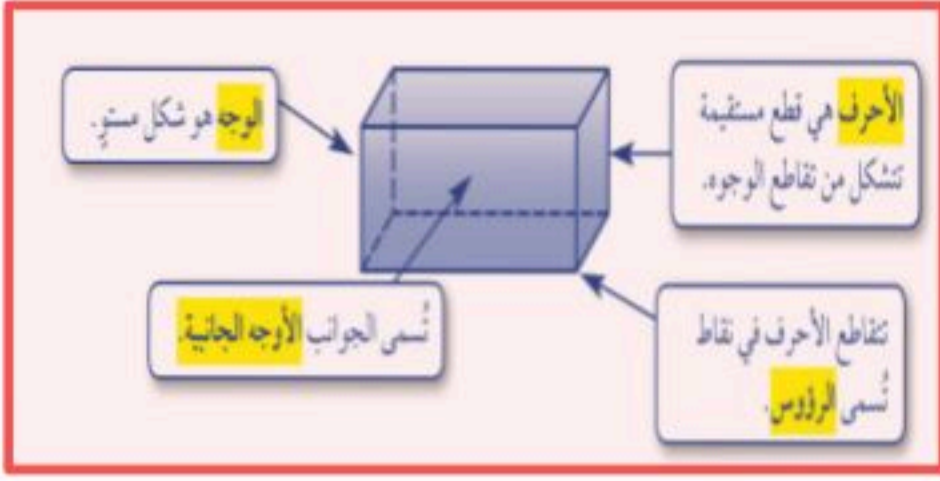 الأحرف هي قطع مستقيمة
تتشكل من تقاطع الوجوه.
الوجه هو شكل مستوٍ.
تُسمى الجوانب الأوجه الجانبية.
تتقاطع الأحرف في نقاط
تُسمى الرؤوس.